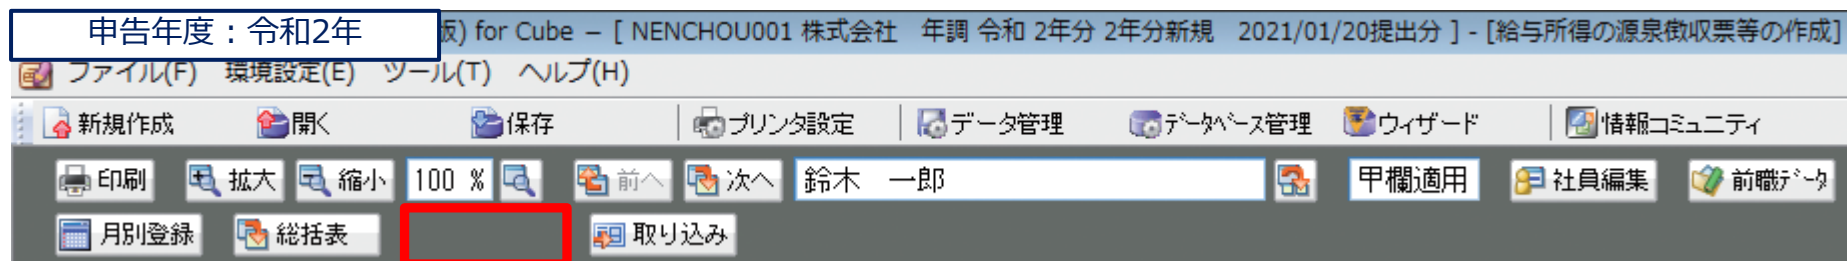 申告年度：令和2年
版) for Cube － [ NENCHOU001 株式会社　年調 令和 2年分 2年分新規　2021/01/20提出分 ] - [給与所得の源泉徴収票等の作成]
ファイル(F)　環境設定(E)　ツール(T)　ヘルプ(H)
新規作成　開く　保存　プリンタ設定　データ管理　ﾃﾞｰﾀﾍﾞｰｽ管理　ウィザード　情報コミュニティ
印刷　拡大　縮小　100 %　前へ　次へ　鈴木　一郎　甲欄適用　社員編集　前職ﾃﾞｰﾀ
月別登録　総括表　取り込み